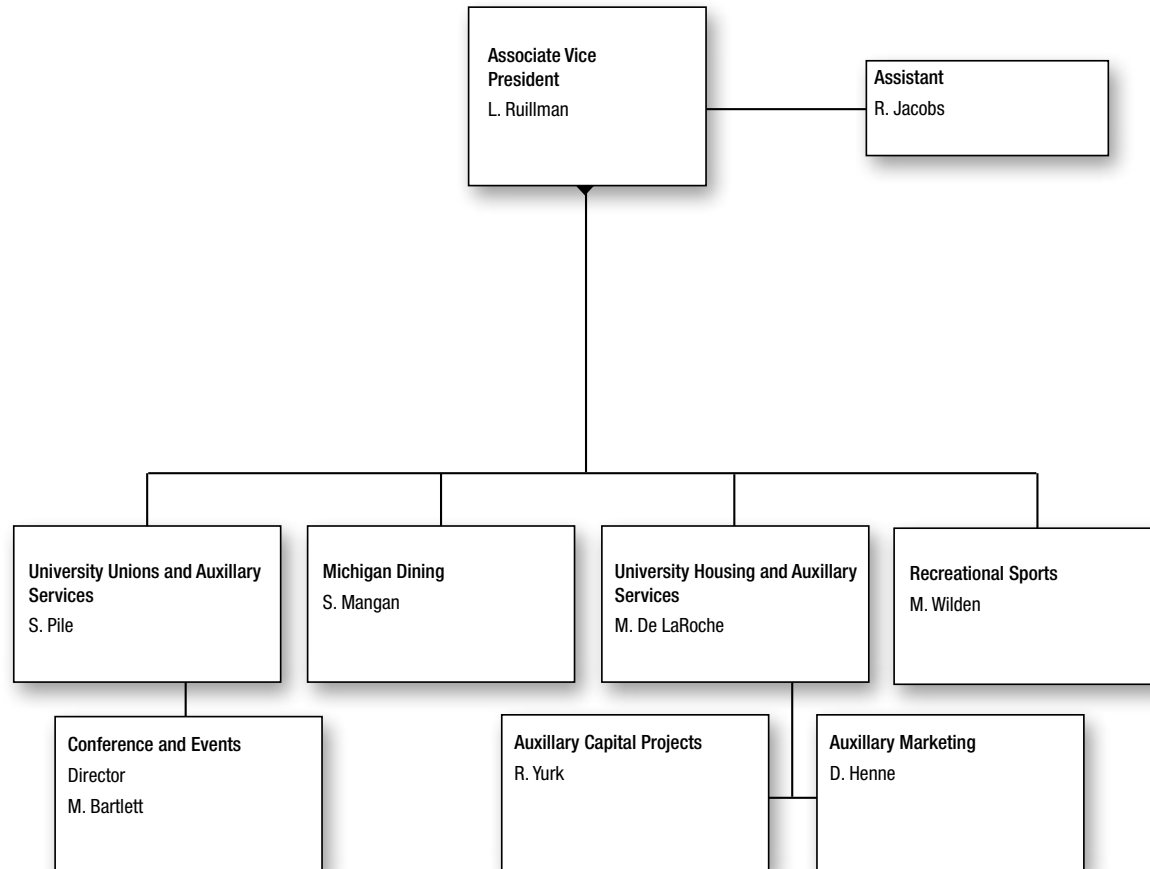 Associate Vice
President
L. Ruillman
Assistant
R. Jacobs
University Unions and Auxillary
Services
S. Pile
Michigan Dining
S. Mangan
University Housing and Auxillary
Services
M. De LaRoche
Recreational Sports
M. Wilden
Conference and Events
Director
M. Bartlett
Auxillary Capital Projects
R. Yurk
Auxillary Marketing
D. Henne